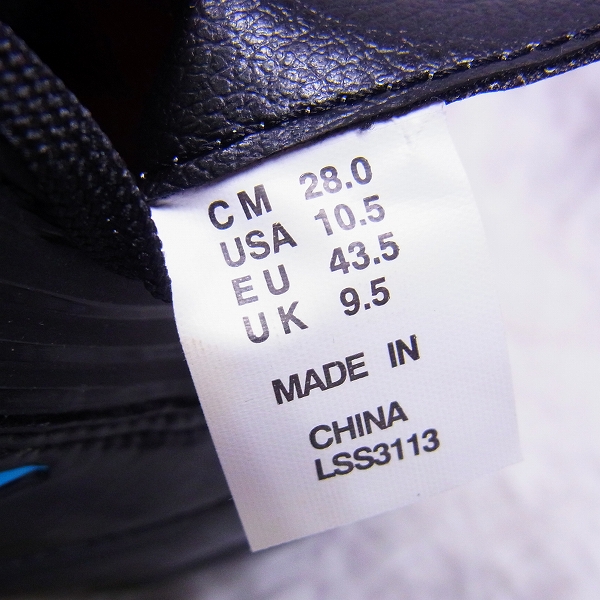 CM 28.0
USA 10.5
EU 43.5
UK 9.5
MADE IN
CHINA
LSS3113